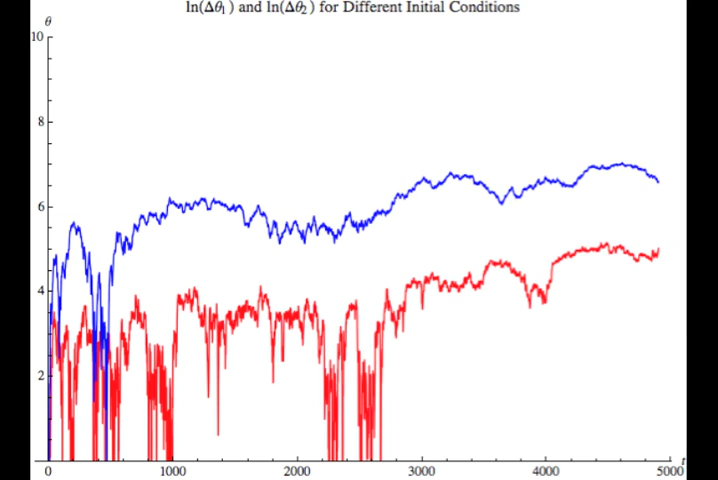 ln(Δθ₁) and ln(Δθ₂) for Different Initial Conditions
θ
10
8
6
4
2
0 1000 2000 3000 4000 5000 t